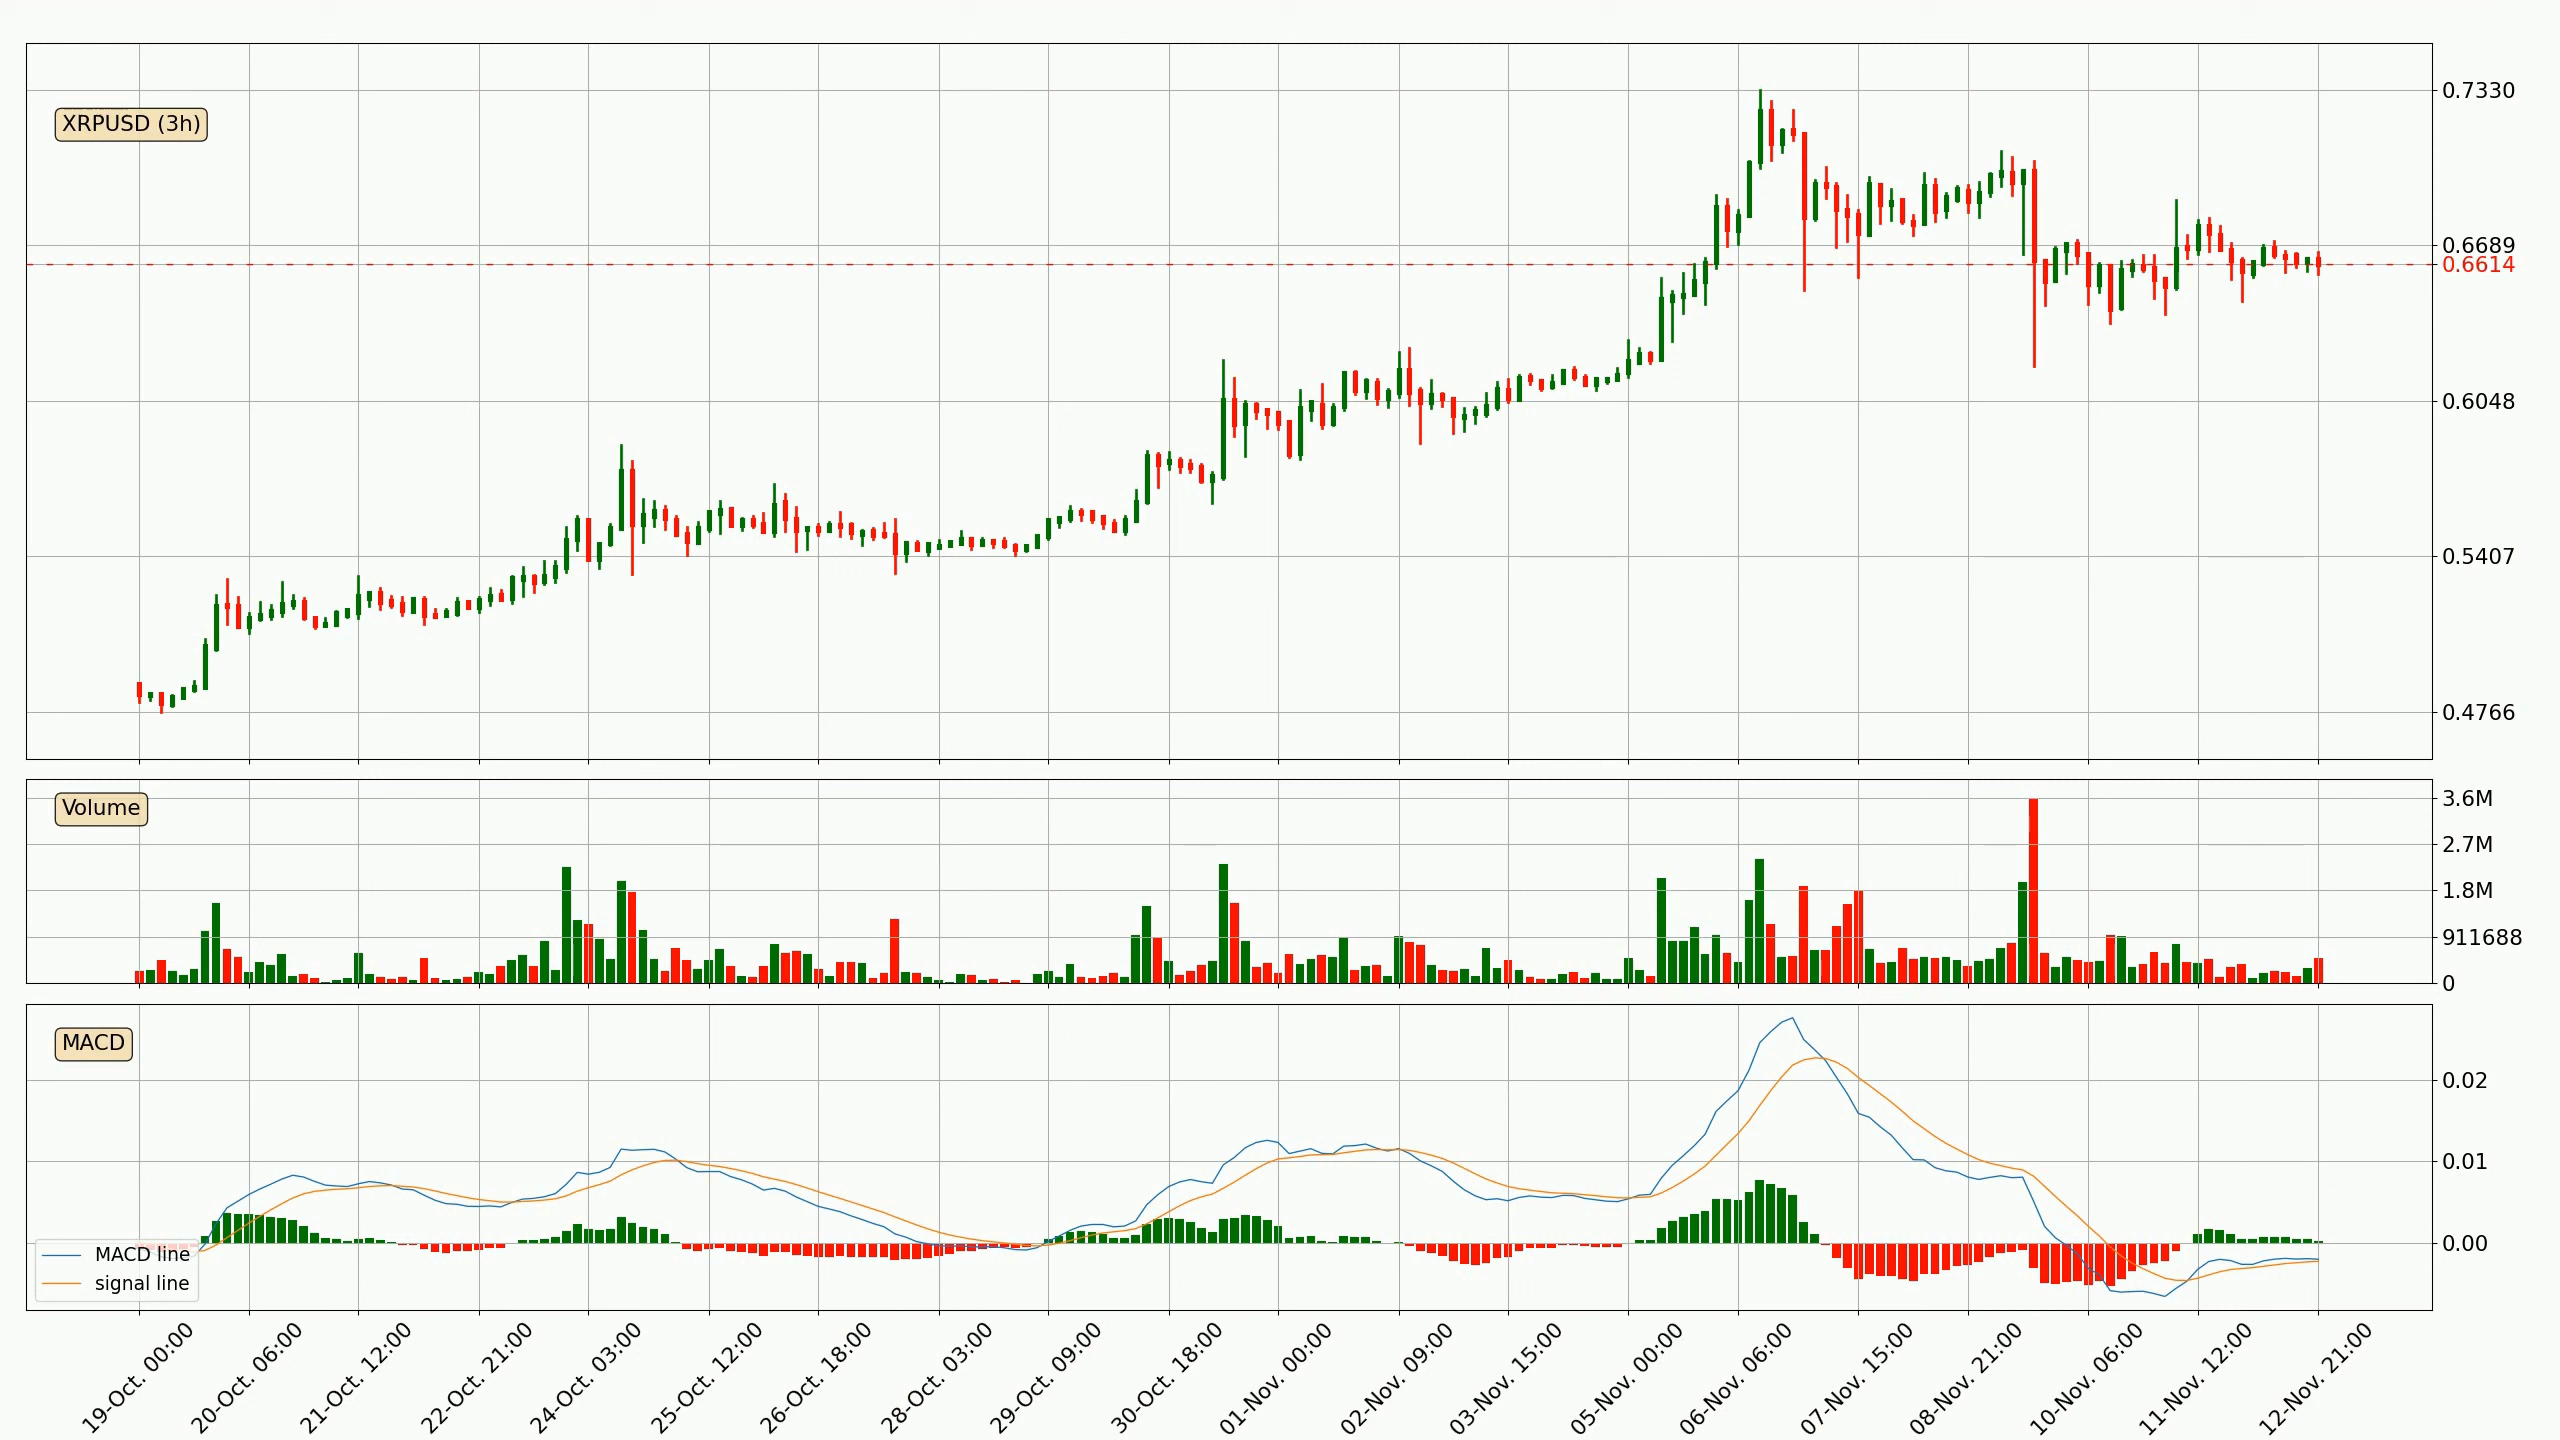 XRPUSD (3h)
0.7330
0.6689
0.6614
0.6048
0.5407
0.4766
Volume
3.6M
2.7M
1.8M
911688
0
MACD
0.02
0.01
0.00
MACD line
signal line
19-Oct. 00:00
20-Oct. 06:00
21-Oct. 12:00
22-Oct. 21:00
24-Oct. 03:00
25-Oct. 12:00
26-Oct. 18:00
28-Oct. 03:00
29-Oct. 09:00
30-Oct. 18:00
01-Nov. 00:00
02-Nov. 09:00
03-Nov. 15:00
05-Nov. 00:00
06-Nov. 06:00
07-Nov. 15:00
08-Nov. 21:00
10-Nov. 06:00
11-Nov. 12:00
12-Nov. 21:00